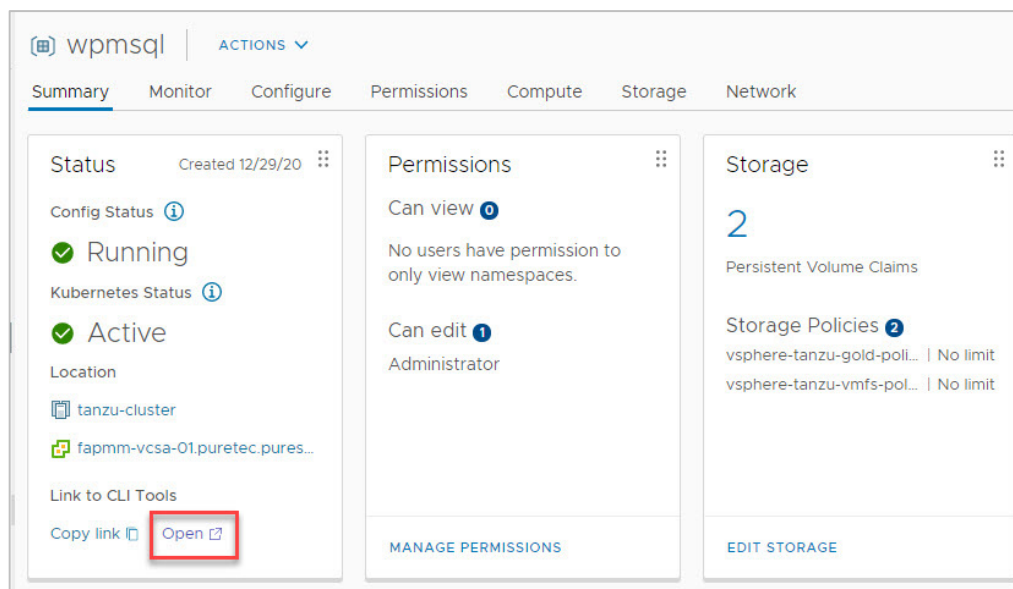 wpmsql ACTIONS
Summary Monitor Configure Permissions Compute Storage Network
Status Created 12/29/20
Config Status
Running
Kubernetes Status
Active
Location
tanzu-cluster
fapmm-vcsa-01.puretec.pures...
Link to CLI Tools
Copy link Open
Permissions
Can view 0
No users have permission to
only view namespaces.
Can edit 1
Administrator
MANAGE PERMISSIONS
Storage
2
Persistent Volume Claims
Storage Policies 2
vsphere-tanzu-gold-poli... | No limit
vsphere-tanzu-vmfs-pol... | No limit
EDIT STORAGE